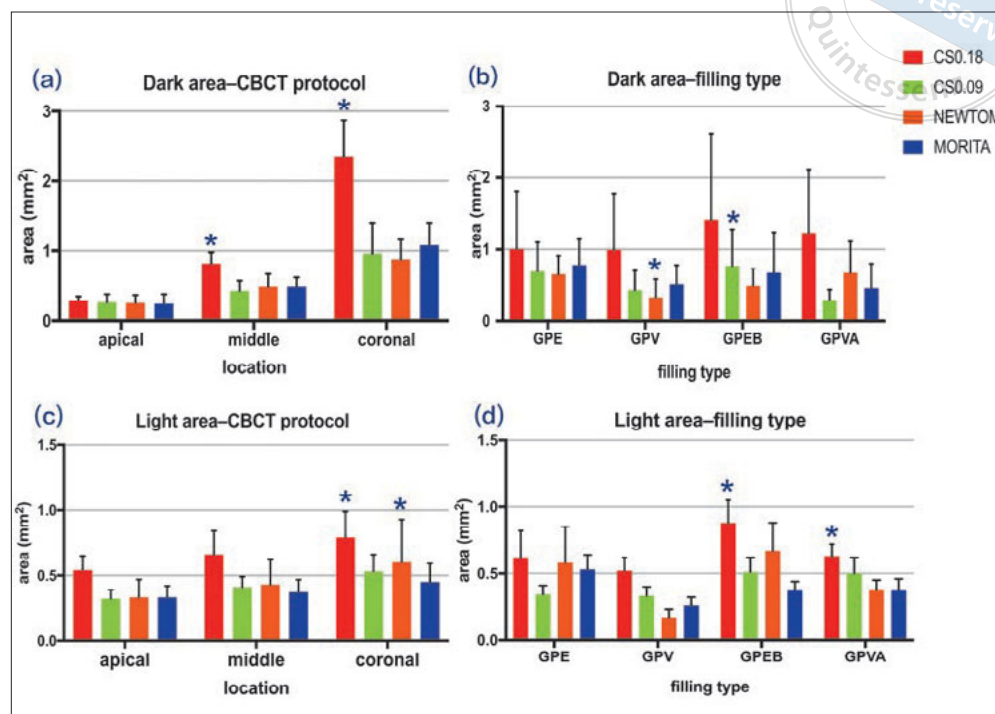 reserv
Quintessen
CS0.18
CS0.09
NEWTOM
MORITA
(a)
Dark area–CBCT protocol
*
*
3
2
1
0
area (mm²)
apical middle coronal
location
(b)
Dark area–filling type
*
*
3
2
1
0
area (mm²)
GPE GPV GPEB GPVA
filling type
(c)
Light area–CBCT protocol
*
*
1.5
1.0
0.5
0.0
area (mm²)
apical middle coronal
location
(d)
Light area–filling type
*
*
1.5
1.0
0.5
0.0
area (mm²)
GPE GPV GPEB GPVA
filling type